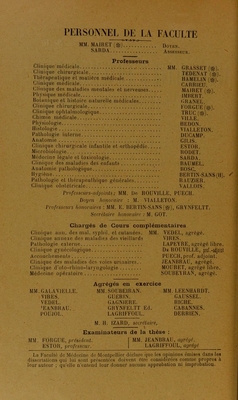 PERSONNEL DE LA FACULTÉ
MM. MAIRET (✻) Doyen.
SARDA Assesseur.
Professeurs
Clinique médicale MM. GRASSET (✻).
Clinique chirurgicale TEDENAT (✻).
Thérapeutique et matière médicale HAMELIN (✻).
Clinique médicale CARRIEU.
Clinique des maladies mentales et nerveuses MAIRET (✻).
Physique médicale IMBERT.
Botanique et histoire naturelle médicales GRANEL.
Clinique chirurgicale FORGUE (✻).
Clinique ophtalmologique TRUC (✻).
Chimie médicale VILLE.
Physiologie HEDON.
Histologie VIALLETON.
Pathologie interne DUCAMP.
Anatomie GILIS.
Clinique chirurgicale infantile et orthopédie ESTOR.
Microbiologie RODET.
Médecine légale et toxicologie SARDA.
Clinique des maladies des enfants BAUMEL.
Anatomie pathologique BOSC.
Hygiène BERTIN-SANS
Pathologie et thérapeutique générales
Clinique obstétricale VALLOIS.
Professeurs-adjoints: MM. De ROUVILLE, PUECH.
Doyen honoraire : M. VIALLETON.
Professeurs honoraires : MM. E. BERTIN-SANS (✻), GRYNFELTT.
Secrétaire honoraire : M. GOT.
Chargés de Cours complémentaires
Clinique ann. des mal. syphil. et cutanées MM. VEDEL, agrégé.
Clinique annexe des maladies des vieillards VIRES.
Pathologie externe LAPEYRE, agrégé libre.
Clinique gynécologique De ROUVILLE, prof.-adjoint
Accouchements PUECH, prof. adjoint.
Clinique des maladies des voies urinaires JEANBRAU, agrégé.
Clinique d'oto-rhino-laryngologie MOURET, agrégé libre.
Médecine opératoire SOUBEYRAN, agrégé.
Agrégés en exercice
MM. GALAVIELLE. MM. SOUBEIRAN. MM. LEENHARDT.
VIRES. GUERIN. GAUSSEL.
VEDEL. GAGNIERE. RICHE.
JEANBRAU. GRYNFELTT Ed. CABANNES.
POUJOL. LAGRIFFOUL. DERRIEN.
M. H. IZARD, secrétaire.
Examinateurs de la thèse :
MM. FORGUE, président. MM. JEANBRAU, agrégé.
ESTOR, professeur. LAGRIFFOUL, agrégé
La Faculté de Médecine de Montpellier déclare que les opinions émises dans les
dissertations qui lui sont présentées doivent être considérées comme propres à
leur auteur ; qu'elle n'entend leur donner aucune approbation ni improbation.